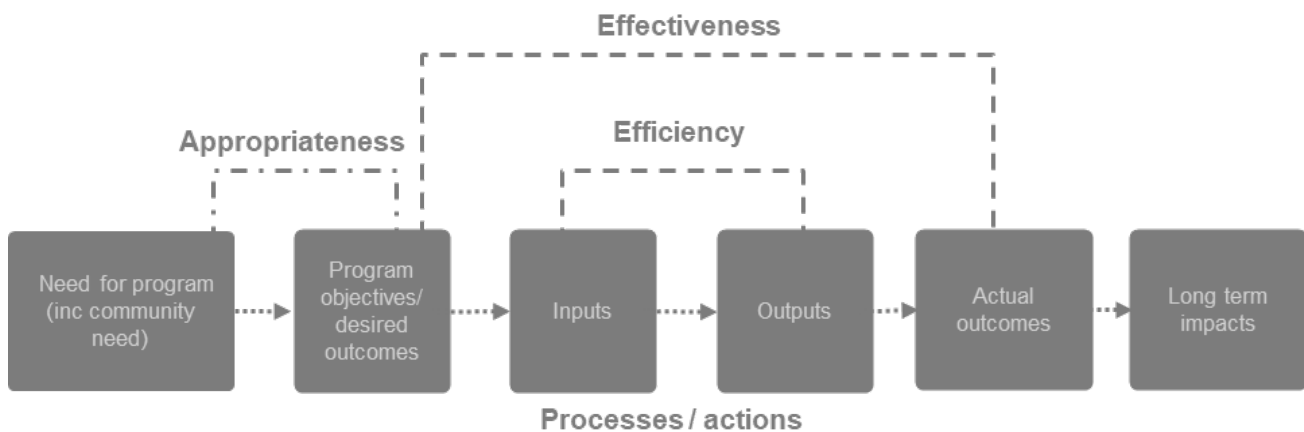 Effectiveness
Appropriateness
Efficiency
Need for program
(inc community
need)
Program
objectives/
desired
outcomes
Inputs
Outputs
Actual
outcomes
Long term
impacts
Processes / actions